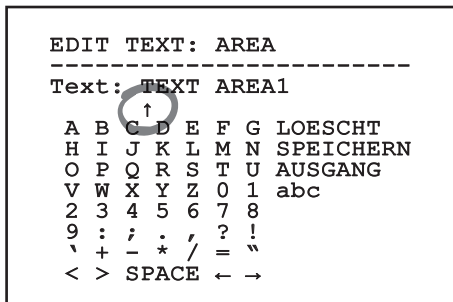 EDIT TEXT: AREA
------------------------
Text: TEXT AREA1
↑
A B C D E F G LOESCHT
H I J K L M N SPEICHERN
O P Q R S T U AUSGANG
V W X Y Z 0 1 abc
2 3 4 5 6 7 8
9 : ; . , ? !
‘ + - * / = "
< > SPACE ← →